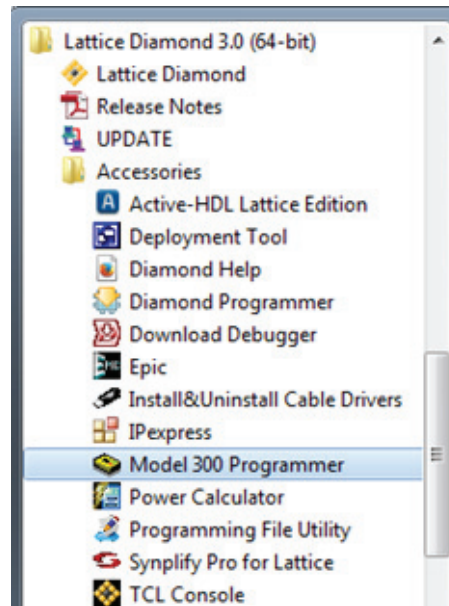 Lattice Diamond 3.0 (64-bit)
Lattice Diamond
Release Notes
UPDATE
Accessories
Active-HDL Lattice Edition
Deployment Tool
Diamond Help
Diamond Programmer
Download Debugger
Epic
Install&Uninstall Cable Drivers
IPexpress
Model 300 Programmer
Power Calculator
Programming File Utility
Synplify Pro for Lattice
TCL Console